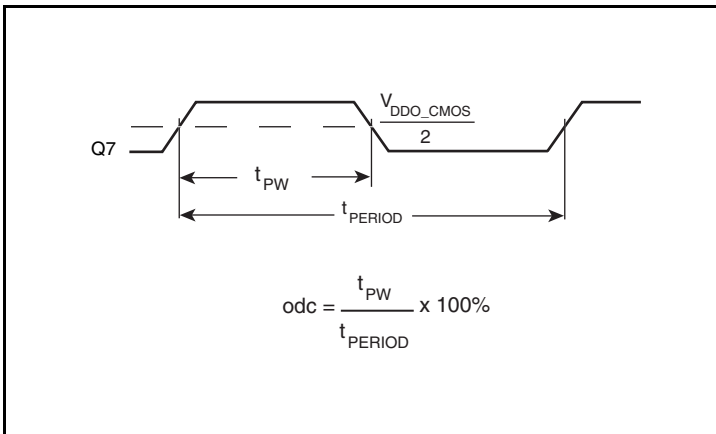 V_DDO_CMOS
2
Q7
t_PW
t_PERIOD
odc = t_PW / t_PERIOD x 100%